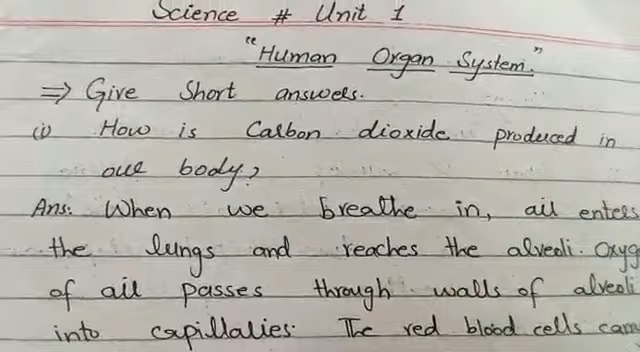 Science # Unit 1
"Human Organ System."
⇒ Give Short answers.
(i) How is Carbon dioxide produced in
our body?
Ans: When we breathe in, air enters
the lungs and reaches the alveoli. Oxyg
of air passes through walls of alveoli
into capillaries. The red blood cells carr